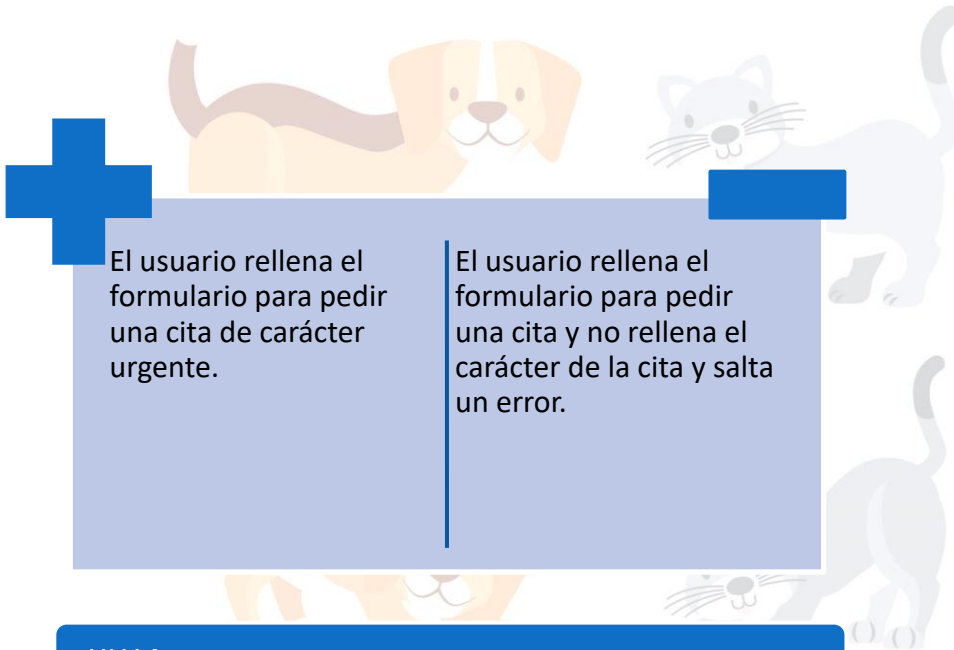 El usuario rellena el
formulario para pedir
una cita de carácter
urgente.
El usuario rellena el
formulario para pedir
una cita y no rellena el
carácter de la cita y salta
un error.